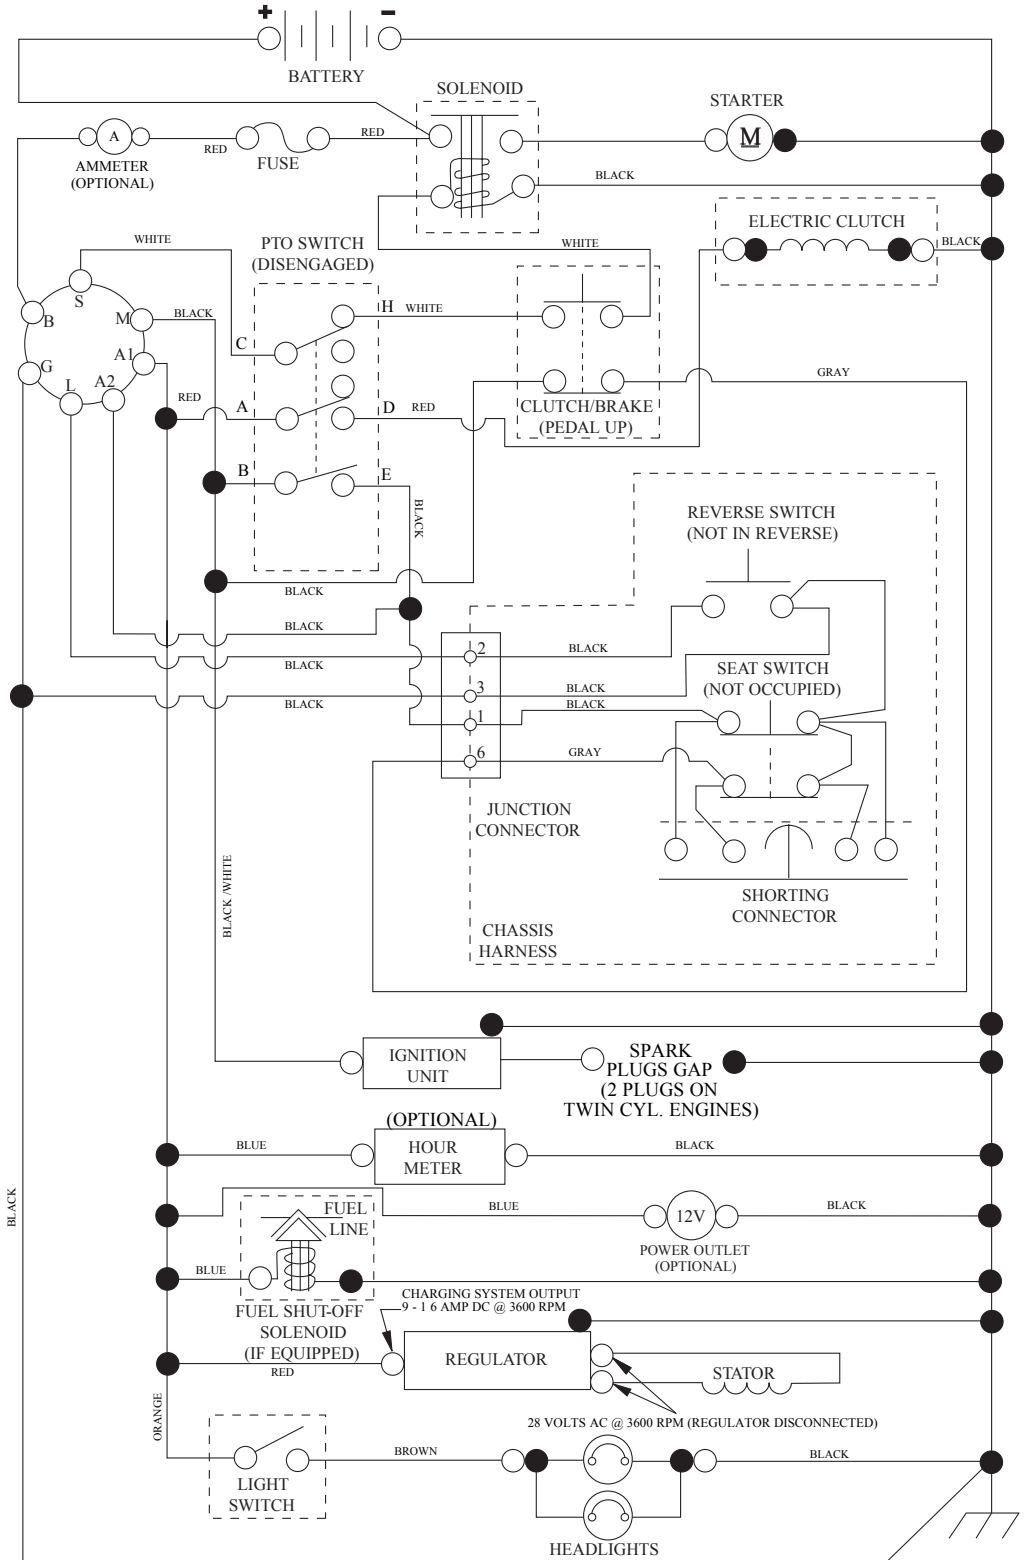 + -
BATTERY
SOLENOID
STARTER
A
RED
FUSE
RED
M
AMMETER
(OPTIONAL)
BLACK
ELECTRIC CLUTCH
BLACK
WHITE
PTO SWITCH
(DISENGAGED)
WHITE
S
B
M
BLACK
H
WHITE
C
A1
G
L
A2
GRAY
RED
A
D
RED
CLUTCH/BRAKE
(PEDAL UP)
B
E
BLACK
REVERSE SWITCH
(NOT IN REVERSE)
BLACK
BLACK
BLACK
2
BLACK
SEAT SWITCH
(NOT OCCUPIED)
3
BLACK
BLACK
BLACK
1
6
GRAY
JUNCTION
CONNECTOR
BLACK /WHITE
SHORTING
CONNECTOR
CHASSIS
HARNESS
IGNITION
UNIT
SPARK
PLUGS GAP
(2 PLUGS ON
TWIN CYL. ENGINES)
(OPTIONAL)
BLUE
HOUR
METER
BLACK
BLACK
FUEL
LINE
BLUE
12V
BLACK
POWER OUTLET
(OPTIONAL)
BLUE
CHARGING SYSTEM OUTPUT
9 - 1 6 AMP DC @ 3600 RPM
FUEL SHUT-OFF
SOLENOID
(IF EQUIPPED)
RED
REGULATOR
STATOR
ORANGE
28 VOLTS AC @ 3600 RPM (REGULATOR DISCONNECTED)
BROWN
BLACK
LIGHT
SWITCH
HEADLIGHTS